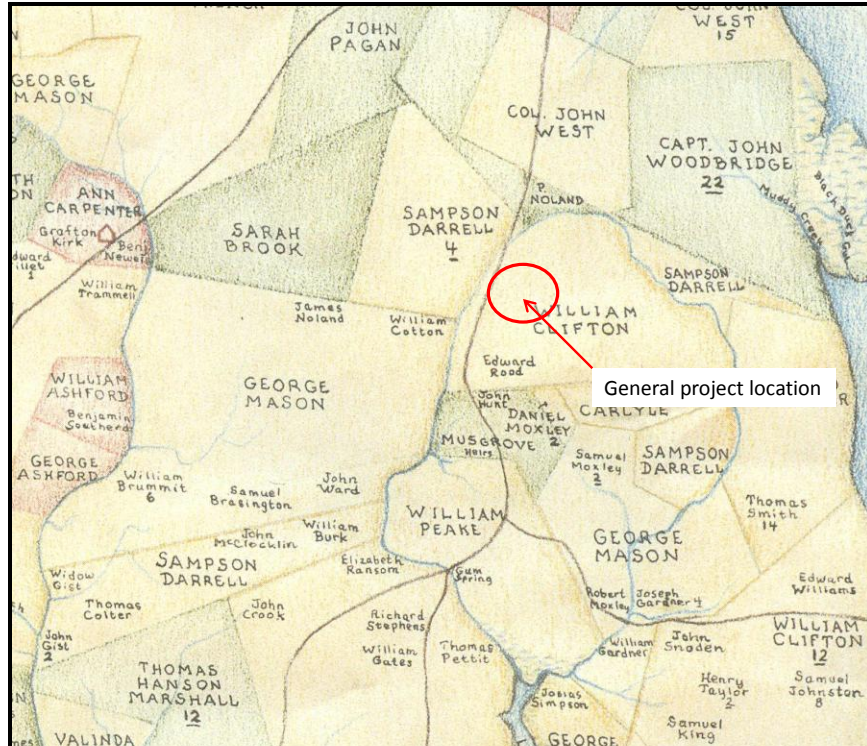 JOHN
PAGAN
COL. JOHN
WEST
15
GEORGE
MASON
COL. JOHN
WEST
CAPT. JOHN
WOODBRIDGE
22
Black Duck Gut
Muddy Creek
P.
NOLAND
ANN
CARPENTER
Grafton
Kirk
Benj.
Newell
SARAH
BROOK
SAMPSON
DARRELL
4
SAMPSON
DARRELL
William
Trammell
James
Noland
William
Cotton
WILLIAM
CLIFTON
Edward
Rood
General project location
WILLIAM
ASHFORD
Benjamin
Southerd
GEORGE
MASON
John
Hunt
DANIEL
MOXLEY
2
CARLYLE
MUSGROVE
Heirs
Samuel
Moxley
2
SAMPSON
DARRELL
GEORGE
ASHFORD
William
Brummit
6
Samuel
Brasington
John
Ward
WILLIAM
PEAKE
Thomas
Smith
14
John
McClocklin
William
Burk
GEORGE
MASON
SAMPSON
DARRELL
Elizabeth
Ransom
Gum
Spring
Widow
Gist
Thomas
Colter
John
Crook
Robert
Moxley
Joseph
Gardner 4
Edward
Williams
Richard
Stephens
John
Gist
2
William
Gates
Thomas
Pettit
William
Gardner
John
Snoden
WILLIAM
CLIFTON
12
THOMAS
HANSON
MARSHALL
12
Josias
Simpson
Henry
Taylor
2
Samuel
Johnston
8
Samuel
King
VALINDA
GEORGE